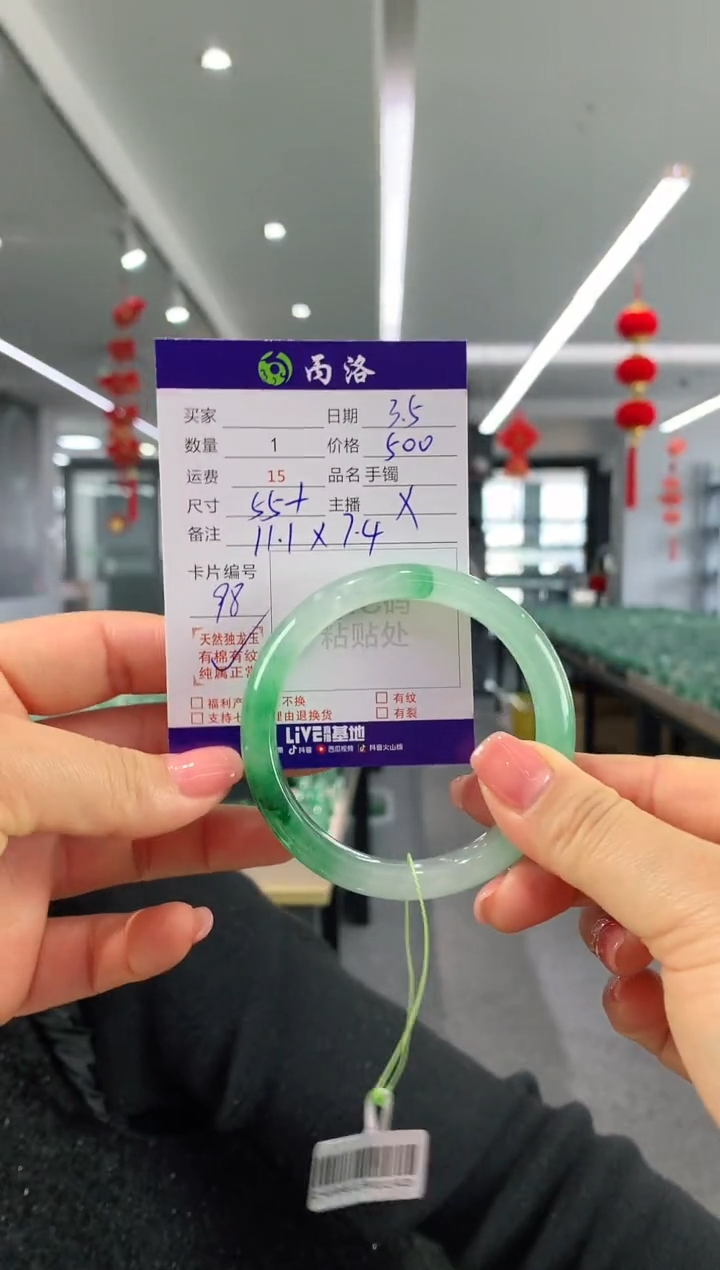 丙洛
买家 日期 3.5
数量 1 价格 500
运费 15 品名 手镯
尺寸 55+ 主播 X
备注 11.1 X 7.4
卡片编号
98
粘贴处
天然独龙玉
有棉有纹
纯属正常
福利产 不换 有纹
支持七 理由退换货 有裂
LiVE 基地
抖音 西瓜视频 抖音火山版